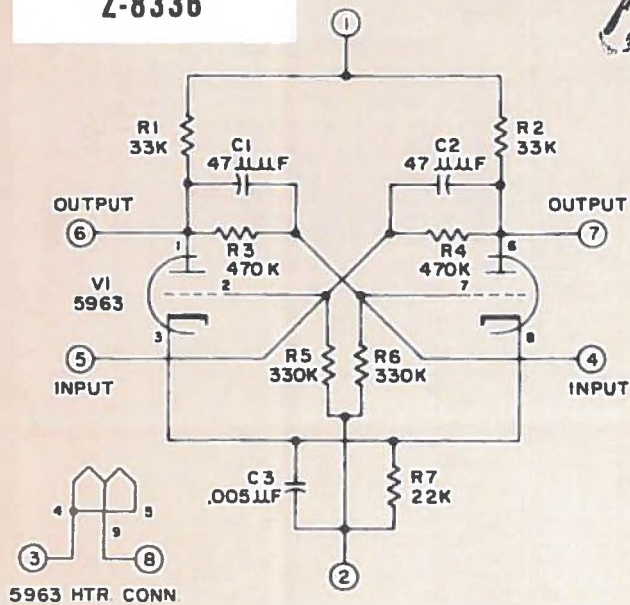 Z-8336
1
R1
33K
C1
47 µµF
C2
47 µµF
R2
33K
OUTPUT
6
OUTPUT
7
1
R3
470K
R4
470K
6
V1
5963
2
7
3
8
5
INPUT
R5
330K
R6
330K
4
INPUT
C3
.005µF
R7
22K
4
5
9
3
8
2
5963 HTR. CONN.